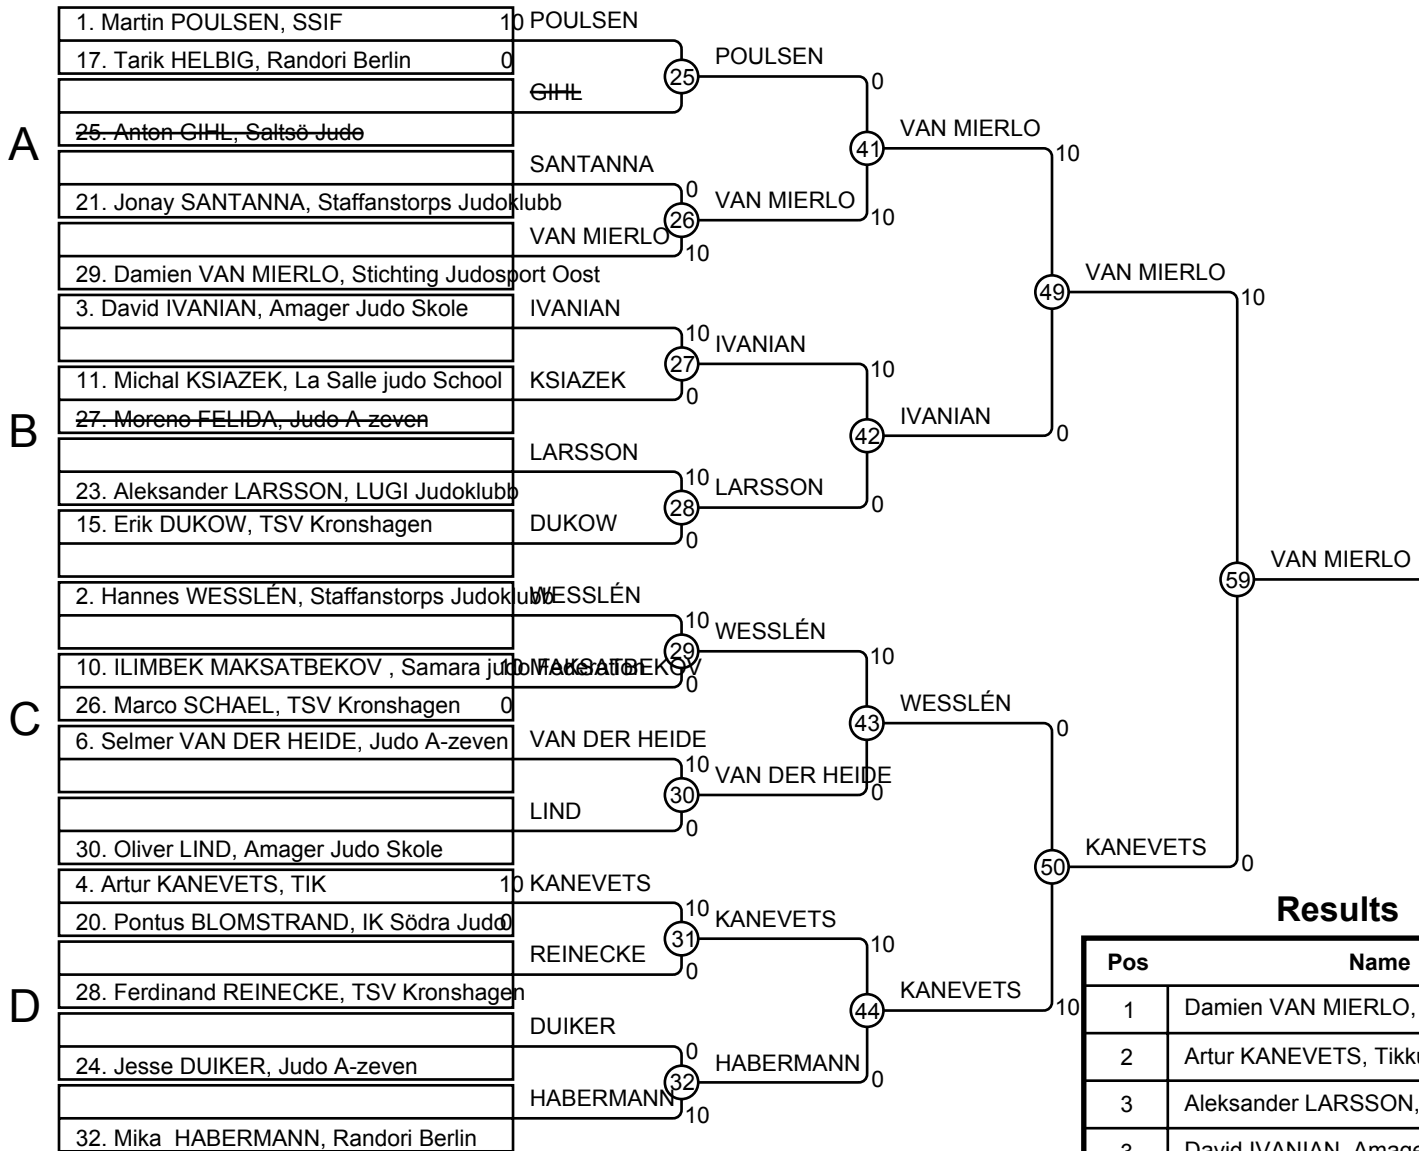 A
1. Martin POULSEN, SSIF 10
17. Tarik HELBIG, Randori Berlin 0
25. Anton GIHL, Saltsö Judo
21. Jonay SANTANNA, Staffanstorps Judoklubb
29. Damien VAN MIERLO, Stichting Judosport Oost
B
3. David IVANIAN, Amager Judo Skole
11. Michal KSIAZEK, La Salle judo School
27. Moreno FELIDA, Judo A-zeven
23. Aleksander LARSSON, LUGI Judoklubb
15. Erik DUKOW, TSV Kronshagen
C
2. Hannes WESSLÉN, Staffanstorps Judoklubb
10. ILIMBEK MAKSATBEKOV , Samara judo Federation 10
26. Marco SCHAEL, TSV Kronshagen 0
6. Selmer VAN DER HEIDE, Judo A-zeven
30. Oliver LIND, Amager Judo Skole
D
4. Artur KANEVETS, TIK 10
20. Pontus BLOMSTRAND, IK Södra Judo 0
28. Ferdinand REINECKE, TSV Kronshagen
24. Jesse DUIKER, Judo A-zeven
32. Mika HABERMANN, Randori Berlin
POULSEN
25
GIHL
SANTANNA 0
26
VAN MIERLO 10
IVANIAN 10
27
KSIAZEK 0
LARSSON 10
28
DUKOW 0
WESSLÉN 10
29
MAKSATBEKOV 0
VAN DER HEIDE 10
30
LIND 0
KANEVETS 10
31
REINECKE 0
DUIKER 0
32
HABERMANN 10
POULSEN 0
41
VAN MIERLO 10
IVANIAN 10
42
LARSSON 0
WESSLÉN 10
43
VAN DER HEIDE 0
KANEVETS 10
44
HABERMANN 0
VAN MIERLO 10
49
IVANIAN 0
WESSLÉN 0
50
KANEVETS 10
VAN MIERLO 10
59
KANEVETS 0
VAN MIERLO
Results
Pos Name
1 Damien VAN MIERLO,
2 Artur KANEVETS, Tikku
3 Aleksander LARSSON,
3 David IVANIAN, Amage